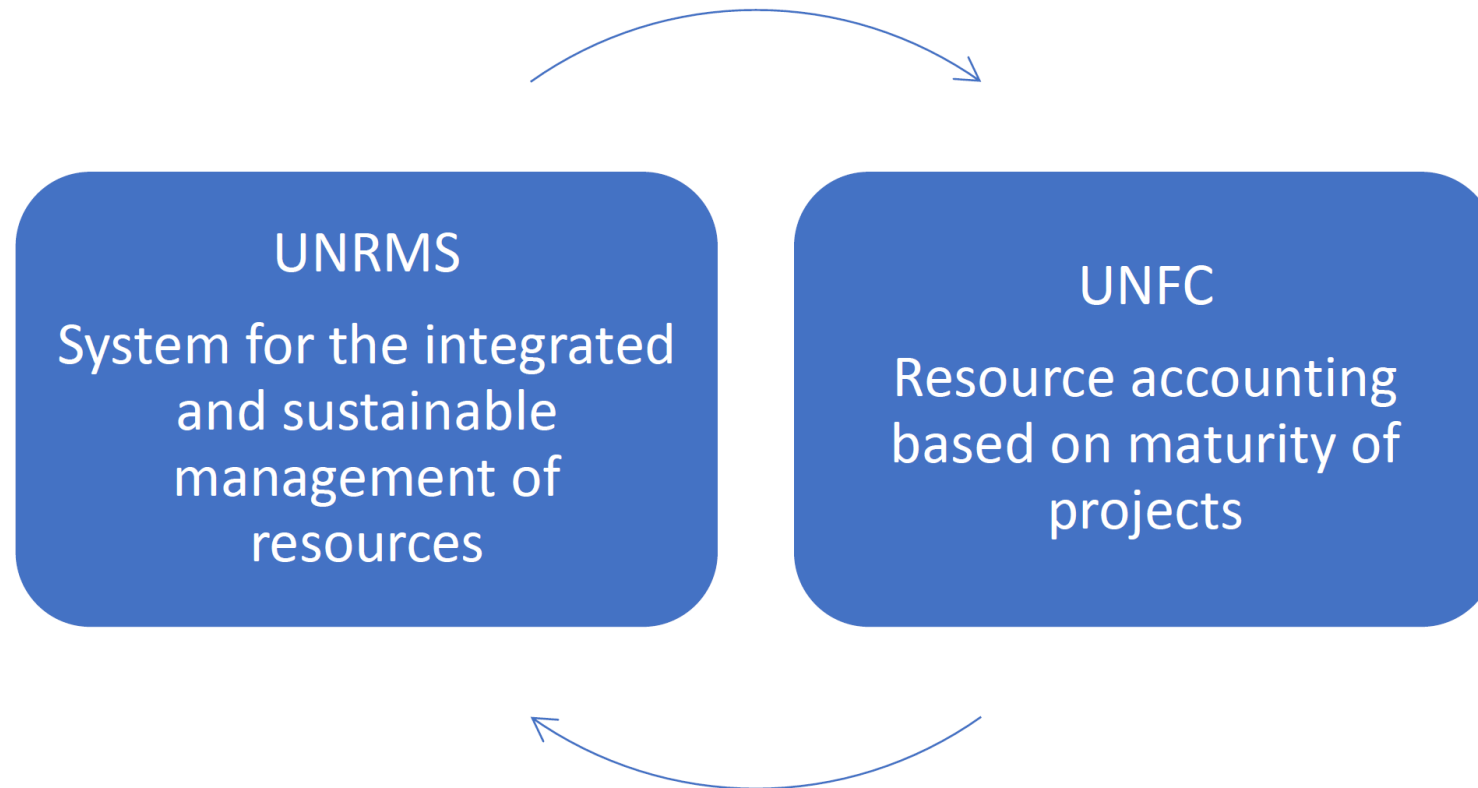 UNRMS
System for the integrated
and sustainable
management of
resources
UNFC
Resource accounting
based on maturity of
projects